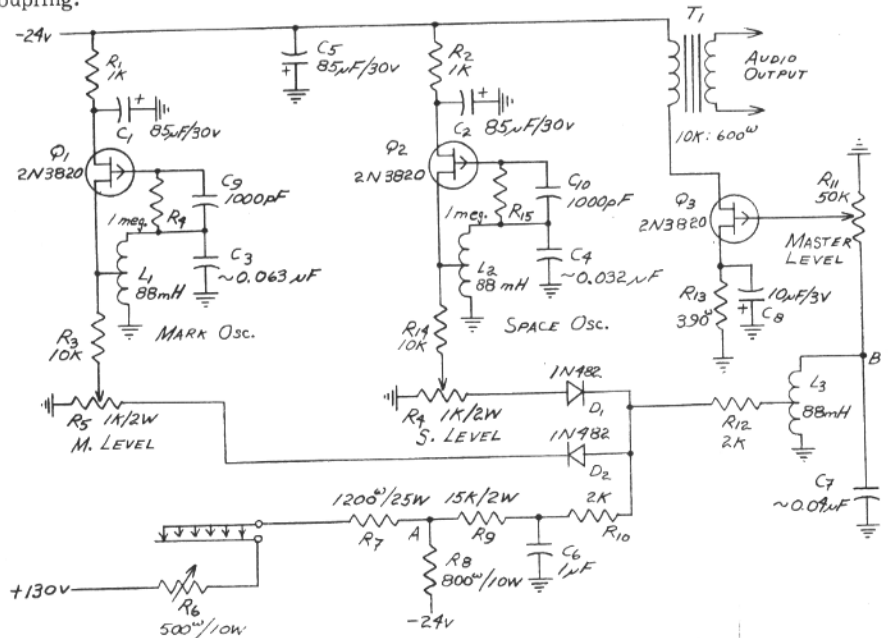 coupling.
-24v
R1
1K
C5
85µF/30v
R2
1K
T1
AUDIO
OUTPUT
10K:600ω
C1
85µF/30v
C2
85µF/30v
Q1
2N3820
Q2
2N3820
C9
1000pF
C10
1000pF
1 meg.
R4
1 meg.
R15
C3
~0.063µF
C4
~0.032µF
L1
88mH
L2
88mH
Q3
2N3820
R11
50K
MASTER
LEVEL
R13
390ω
10µF/3V
C8
R3
10K
MARK OSC.
R14
10K
SPACE OSC.
B
R5
1K/2W
M. LEVEL
R4
1K/2W
S. LEVEL
1N482
D1
1N482
D2
R12
2K
L3
88mH
C7
~0.04µF
1200ω/25W
R7
A
15K/2W
R9
2K
R10
R8
800ω/10W
C6
1µF
+130v
R6
500ω/10W
-24v